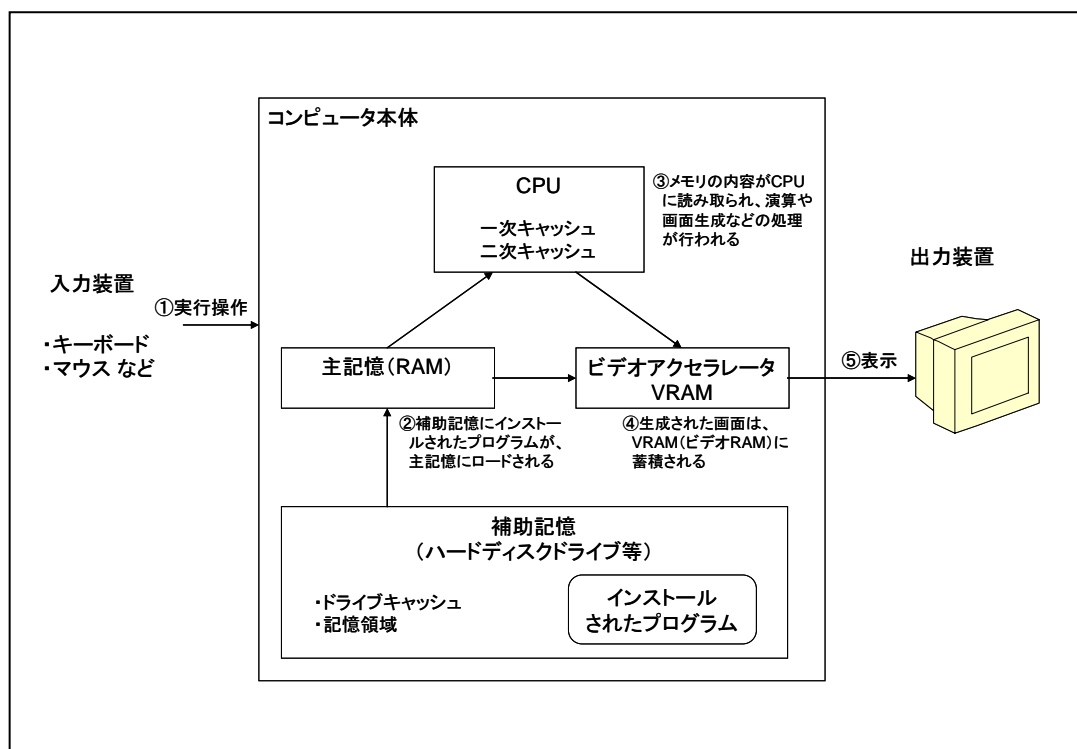 コンピュータ本体
CPU
一次キャッシュ
二次キャッシュ
③メモリの内容がCPU
に読み取られ、演算や
画面生成などの処理
が行われる
入力装置
①実行操作
・キーボード
・マウス など
出力装置
主記憶(RAM)
ビデオアクセラレータ
VRAM
⑤表示
②補助記憶にインストー
ルされたプログラムが、
主記憶にロードされる
④生成された画面は、
VRAM(ビデオRAM)に
蓄積される
補助記憶
(ハードディスクドライブ等)
・ドライブキャッシュ
・記憶領域
インストール
されたプログラム